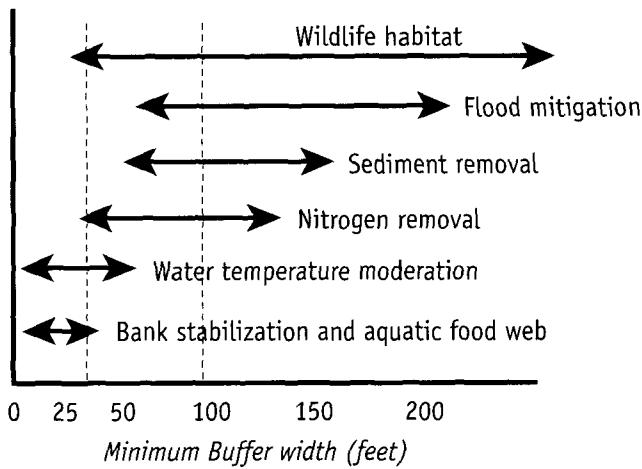 Wildlife habitat
Flood mitigation
Sediment removal
Nitrogen removal
Water temperature moderation
Bank stabilization and aquatic food web
0 25 50 100 150 200
Minimum Buffer width (feet)